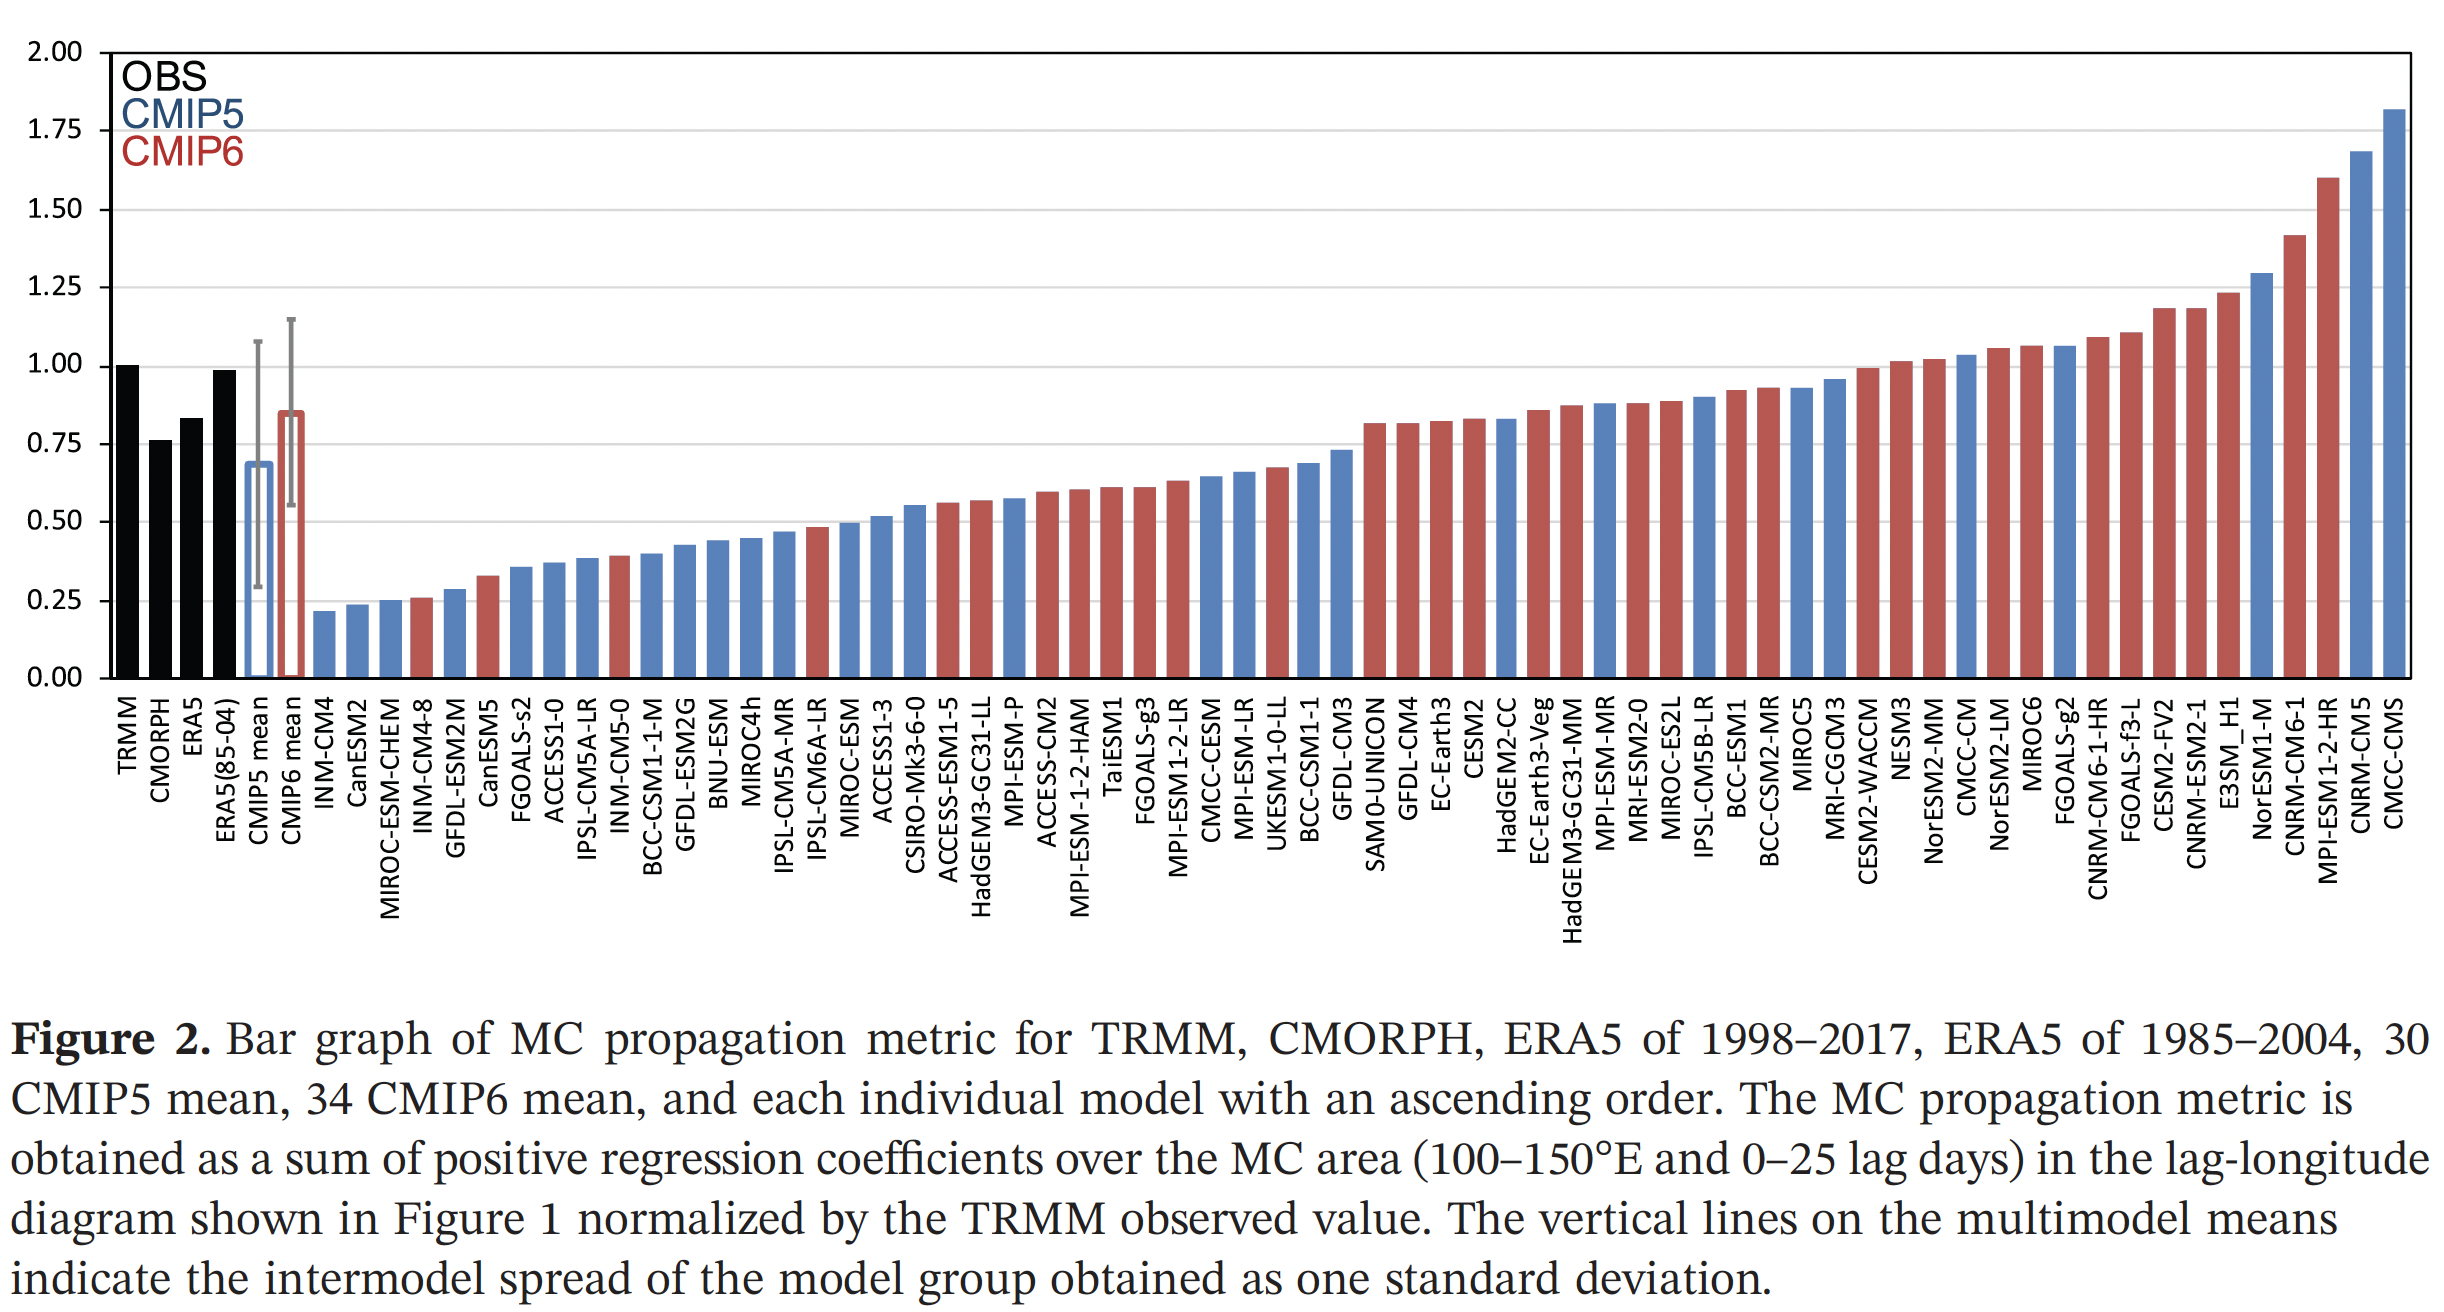 2.00
1.75
1.50
1.25
1.00
0.75
0.50
0.25
0.00
OBS
CMIP5
CMIP6
TRMM
CMORPH
ERA5
ERA5(85-04)
CMIP5 mean
CMIP6 mean
INM-CM4
CanESM2
MIROC-ESM-CHEM
INM-CM4-8
GFDL-ESM2M
CanESM5
FGOALS-s2
ACCESS1-0
IPSL-CM5A-LR
INM-CM5-0
BCC-CSM1-1-M
GFDL-ESM2G
BNU-ESM
MIROC4h
IPSL-CM5A-MR
IPSL-CM6A-LR
MIROC-ESM
ACCESS1-3
CSIRO-Mk3-6-0
ACCESS-ESM1-5
HadGEM3-GC31-LL
MPI-ESM-P
ACCESS-CM2
MPI-ESM-1-2-HAM
TaiESM1
FGOALS-g3
MPI-ESM1-2-LR
CMCC-CESM
MPI-ESM-LR
UKESM1-0-LL
BCC-CSM1-1
GFDL-CM3
SAM0-UNICON
GFDL-CM4
EC-Earth3
CESM2
HadGEM2-CC
EC-Earth3-Veg
HadGEM3-GC31-MM
MPI-ESM-MR
MRI-ESM2-0
MIROC-ES2L
IPSL-CM5B-LR
BCC-ESM1
BCC-CSM2-MR
MIROC5
MRI-CGCM3
CESM2-WACCM
NESM3
NorESM2-MM
CMCC-CM
NorESM2-LM
MIROC6
FGOALS-g2
CNRM-CM6-1-HR
FGOALS-f3-L
CESM2-FV2
CNRM-ESM2-1
E3SM_H1
NorESM1-M
CNRM-CM6-1
MPI-ESM1-2-HR
CNRM-CM5
CMCC-CMS
Figure 2. Bar graph of MC propagation metric for TRMM, CMORPH, ERA5 of 1998–2017, ERA5 of 1985–2004, 30
CMIP5 mean, 34 CMIP6 mean, and each individual model with an ascending order. The MC propagation metric is
obtained as a sum of positive regression coefficients over the MC area (100–150°E and 0–25 lag days) in the lag-longitude
diagram shown in Figure 1 normalized by the TRMM observed value. The vertical lines on the multimodel means
indicate the intermodel spread of the model group obtained as one standard deviation.